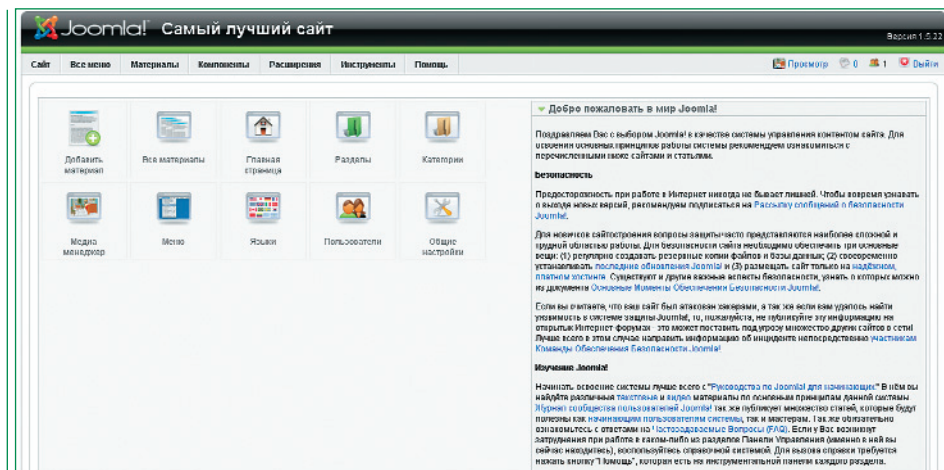 Joomla! Самый лучший сайт
Версия 1.5.22
Сайт Все меню Материалы Компоненты Расширения Инструменты Помощь Просмотр 0 1 Выйти
Добавить материал
Все материалы
Главная страница
Разделы
Категории
Медиа менеджер
Меню
Языки
Пользователи
Общие настройки
Добро пожаловать в мир Joomla!
Поздравляем Вас с выбором Joomla! в качестве системы управления контентом сайта. Для
освоения основных принципов работы системы рекомендуем ознакомиться с
перечисленными ниже сайтами и статьями.
Безопасность
Предосторожность при работе в Интернет никогда не бывает лишней. Чтобы вовремя узнавать
о выходе новых версий, рекомендуем подписаться на Рассылку сообщений о безопасности
Joomla!.
Для новичков сайтостроения вопросы защиты часто представляются наиболее сложной и
трудной областью работы. Для безопасности сайта необходимо обеспечить три основные
вещи: (1) регулярно создавать резервные копии файлов и базы данных; (2) своевременно
устанавливать последние обновления Joomla! и (3) размещать сайт только на надёжном,
платном хостинге. Существуют и другие важные аспекты безопасности, узнать о которых можно
из документа Основные Моменты Обеспечения Безопасности Joomla!.
Если вы считаете, что ваш сайт был атакован хакерами, а так же если вам удалось найти
уязвимость в системе защиты Joomla!, то, пожалуйста, не публикуйте эту информацию на
открытых Интернет форумах - это может поставить под угрозу множество других сайтов в сети!
Лучше всего в этом случае направить информацию об инциденте непосредственно участникам
Команды Обеспечения Безопасности Joomla!
Изучение Joomla!
Начинать освоение системы лучше всего с "Руководства по Joomla! для начинающих" В нём вы
найдёте различные текстовые и видео материалы по основным принципам данной системы
Журнал сообщества пользователей Joomla! так же публикует множество статей, которые будут
полезны как начинающим пользователям системы, так и мастерам. Так же обязательно
ознакомьтесь с ответами на Частозадаваемые Вопросы (FAQ). Если у Вас возникнут
затруднения при работе в каком-либо из разделов Панели Управления (именно в ней вы
сейчас находитесь), воспользуйтесь справочной системой. Для вызова справки требуется
нажать кнопку "Помощь", которая есть на инструментальной панели каждого раздела.